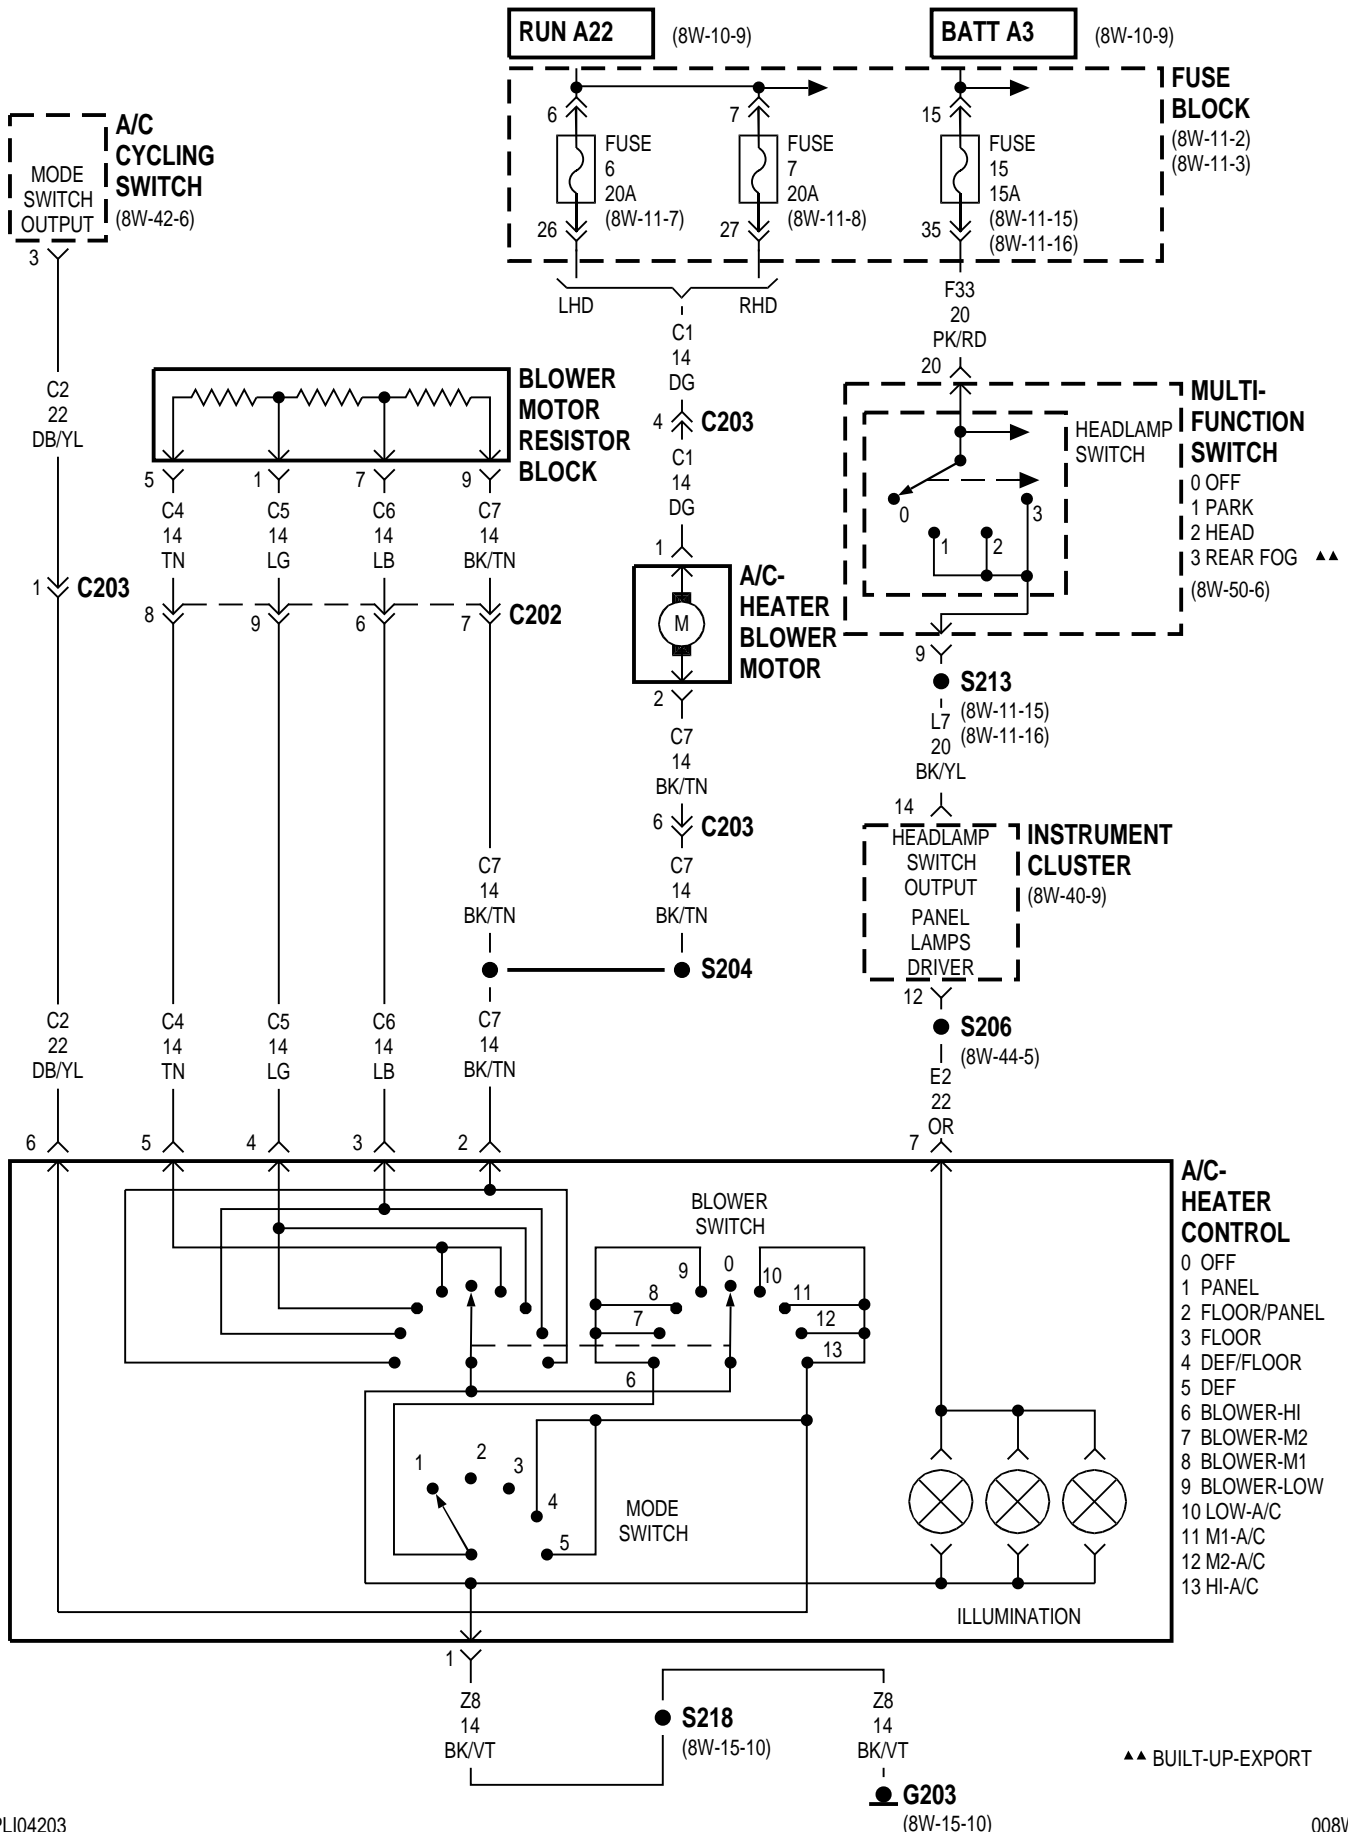 RUN A22
(8W-10-9)
BATT A3
(8W-10-9)
FUSE
BLOCK
(8W-11-2)
(8W-11-3)
6
FUSE
6
20A
(8W-11-7)
26
7
FUSE
7
20A
(8W-11-8)
27
15
FUSE
15
15A
(8W-11-15)
(8W-11-16)
35
A/C
CYCLING
SWITCH
(8W-42-6)
MODE
SWITCH
OUTPUT
3
LHD
RHD
C1
14
DG
4
C203
C1
14
DG
1
F33
20
PK/RD
20
C2
22
DB/YL
1
C203
BLOWER
MOTOR
RESISTOR
BLOCK
5
1
7
9
C4
14
TN
C5
14
LG
C6
14
LB
C7
14
BK/TN
8
9
6
7
C202
A/C-
HEATER
BLOWER
MOTOR
M
2
C7
14
BK/TN
6
C203
C7
14
BK/TN
C7
14
BK/TN
S204
MULTI-
FUNCTION
SWITCH
0 OFF
1 PARK
2 HEAD
3 REAR FOG ▲▲
(8W-50-6)
HEADLAMP
SWITCH
0
1
2
3
9
S213
(8W-11-15)
(8W-11-16)
L7
20
BK/YL
14
HEADLAMP
SWITCH
OUTPUT
PANEL
LAMPS
DRIVER
INSTRUMENT
CLUSTER
(8W-40-9)
12
S206
(8W-44-5)
E2
22
OR
7
C2
22
DB/YL
C4
14
TN
C5
14
LG
C6
14
LB
C7
14
BK/TN
6
5
4
3
2
A/C-
HEATER
CONTROL
0 OFF
1 PANEL
2 FLOOR/PANEL
3 FLOOR
4 DEF/FLOOR
5 DEF
6 BLOWER-HI
7 BLOWER-M2
8 BLOWER-M1
9 BLOWER-LOW
10 LOW-A/C
11 M1-A/C
12 M2-A/C
13 HI-A/C
BLOWER
SWITCH
9
0
10
8
11
7
12
6
13
1
2
3
4
5
MODE
SWITCH
ILLUMINATION
1
Z8
14
BK/VT
S218
(8W-15-10)
Z8
14
BK/VT
G203
(8W-15-10)
▲▲ BUILT-UP-EXPORT
PLI04203
008W